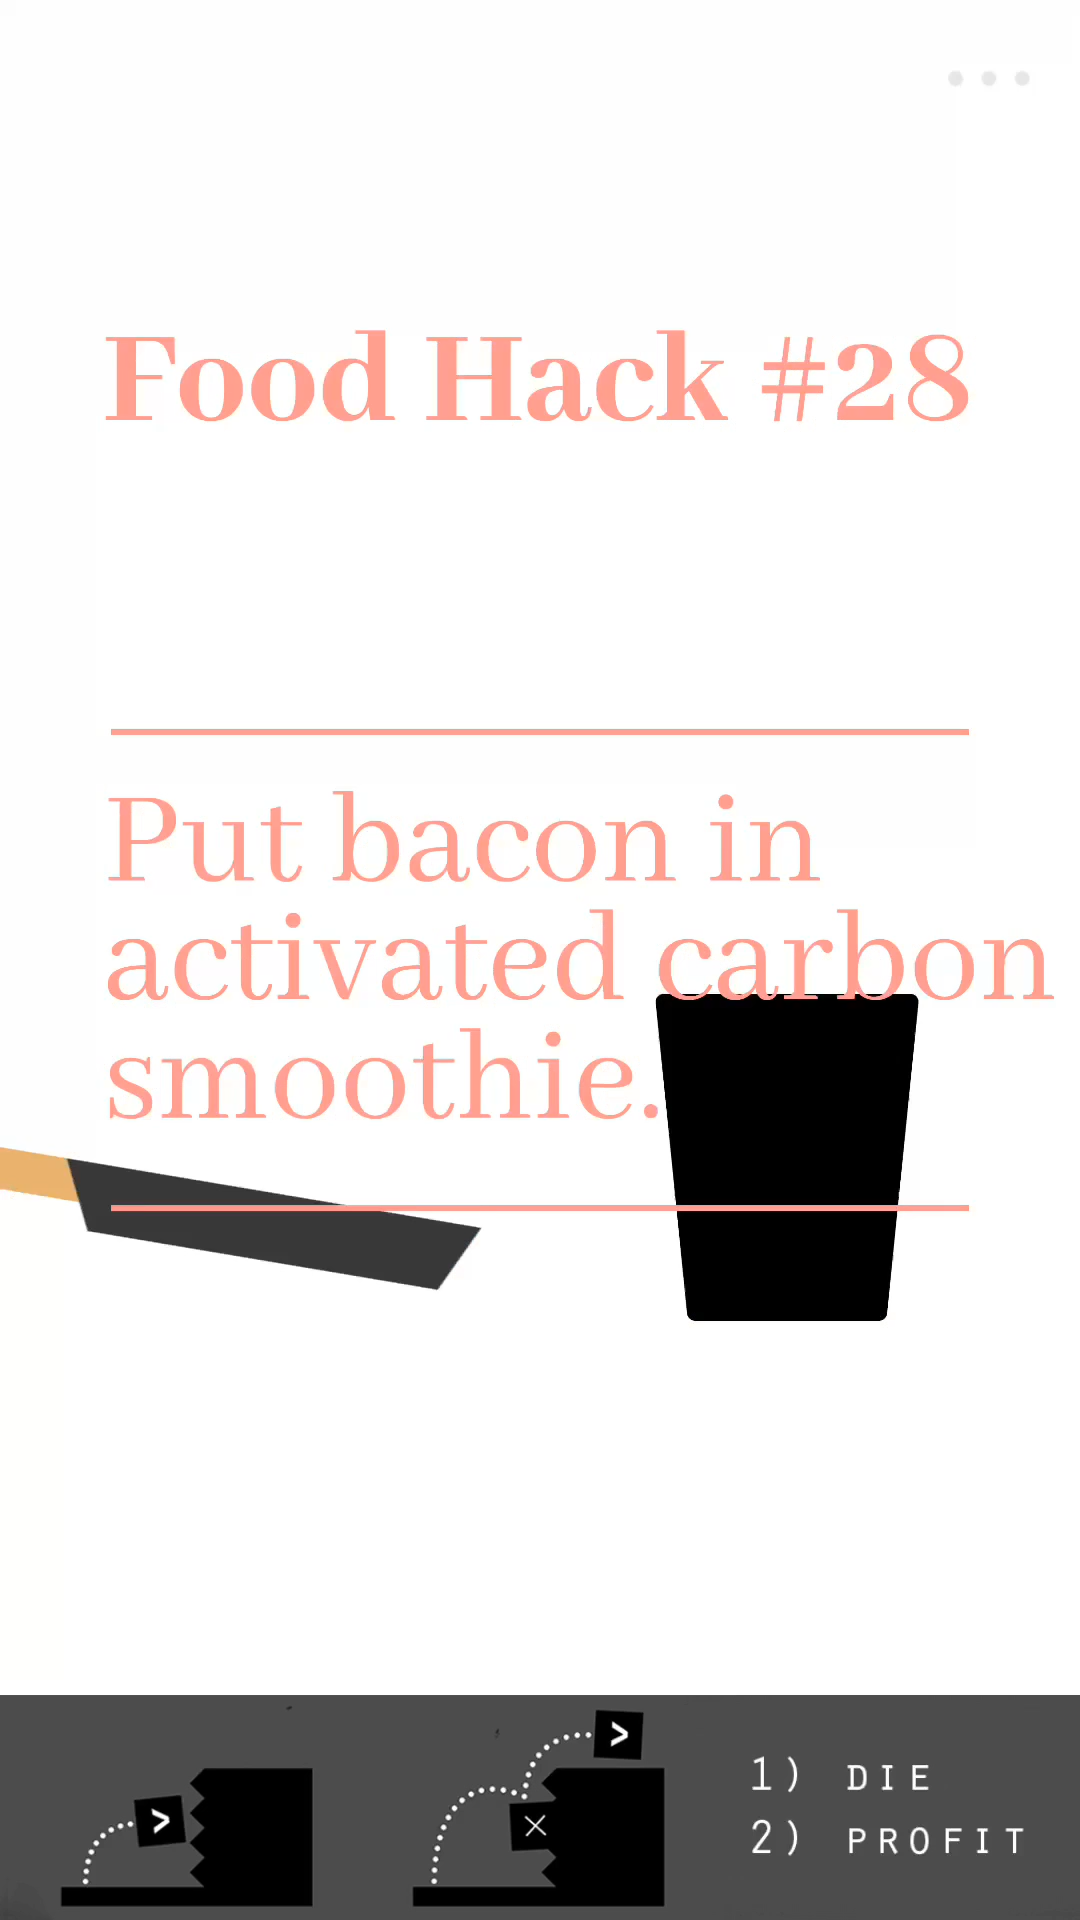 Food Hack #28
Put bacon in
activated carbon
smoothie.
1) DIE
2) PROFIT